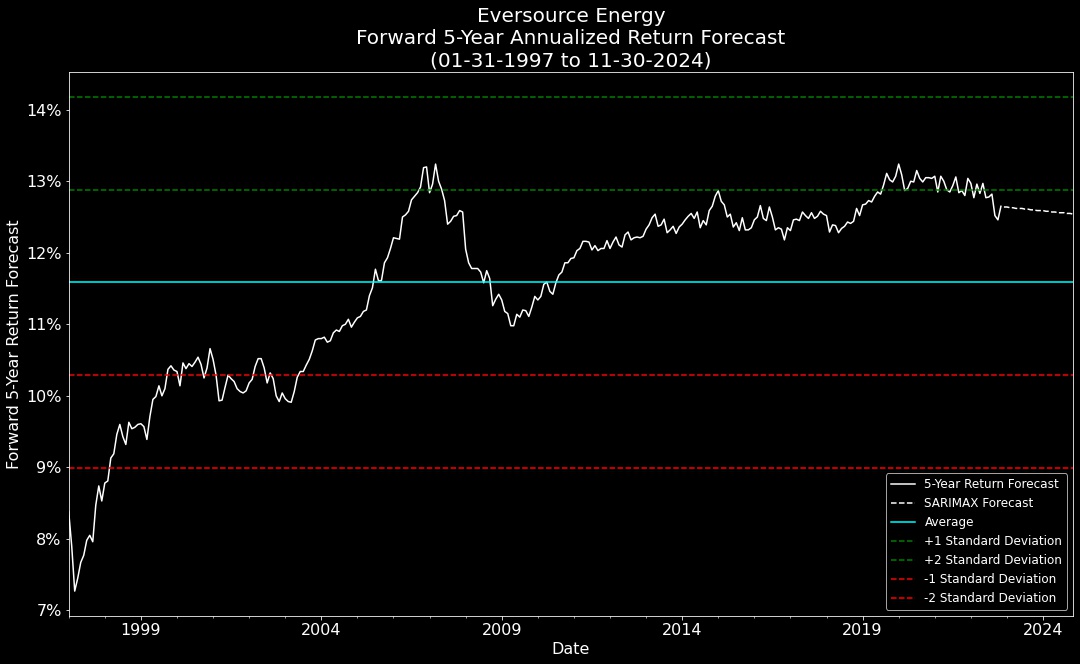 Eversource Energy
Forward 5-Year Annualized Return Forecast
(01-31-1997 to 11-30-2024)
Forward 5-Year Return Forecast
14%
13%
12%
11%
10%
9%
8%
7%
5-Year Return Forecast
SARIMAX Forecast
Average
+1 Standard Deviation
+2 Standard Deviation
-1 Standard Deviation
-2 Standard Deviation
1999 2004 2009 2014 2019 2024
Date